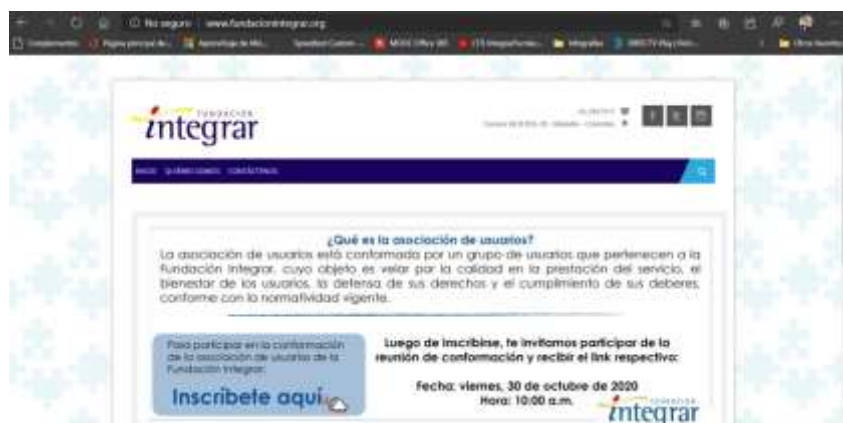 No seguro www.fundacionintegrar.org
FUNDACIÓN
integrar
INICIO QUIÉNES SOMOS CONTÁCTENOS
¿Qué es la asociación de usuarios?
La asociación de usuarios está conformada por un grupo de usuarios que pertenecen a la
Fundación Integrar, cuyo objeto es velar por la calidad en la prestación del servicio, el
bienestar de los usuarios, la defensa de sus derechos y el cumplimiento de sus deberes,
conforme con la normatividad vigente.
Para participar en la conformación
de la asociación de usuarios de la
Fundación Integrar:
Inscríbete aquí
Luego de inscribirse, te invitamos participar de la
reunión de conformación y recibir el link respectivo:
Fecha: viernes, 30 de octubre de 2020
Hora: 10:00 a.m.
FUNDACIÓN
integrar